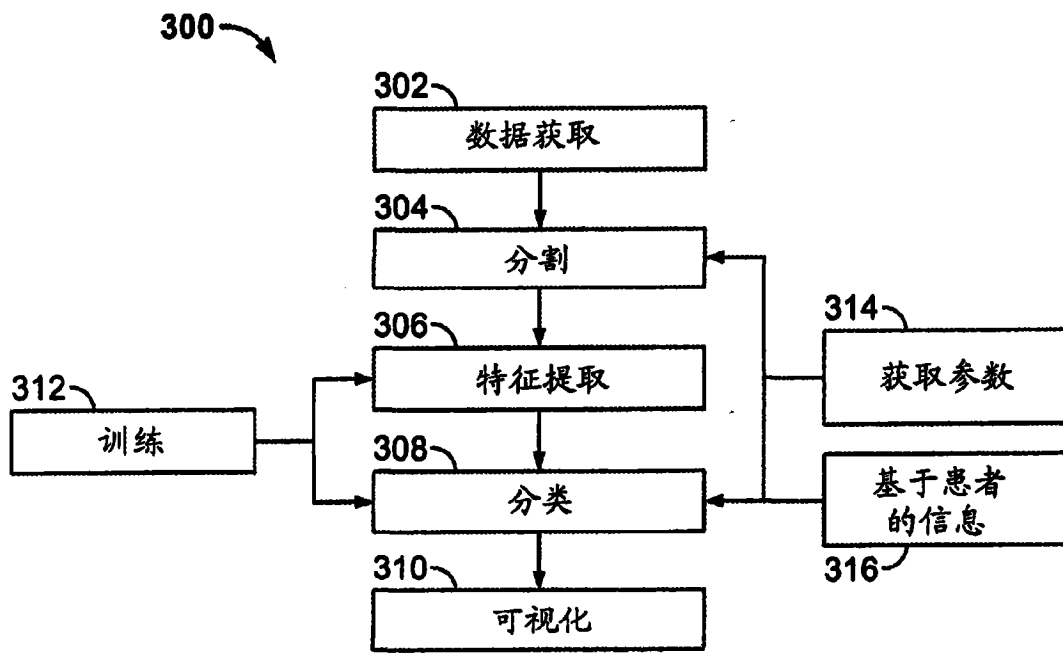 300
302
数据获取
304
分割
306
特征提取
308
分类
310
可视化
312
训练
314
获取参数
基于患者
的信息
316